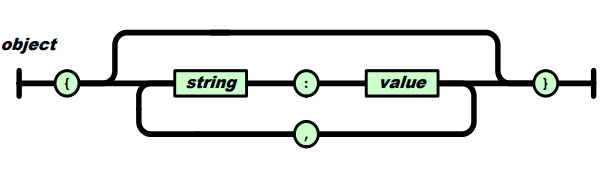 object
{ string : value }
,